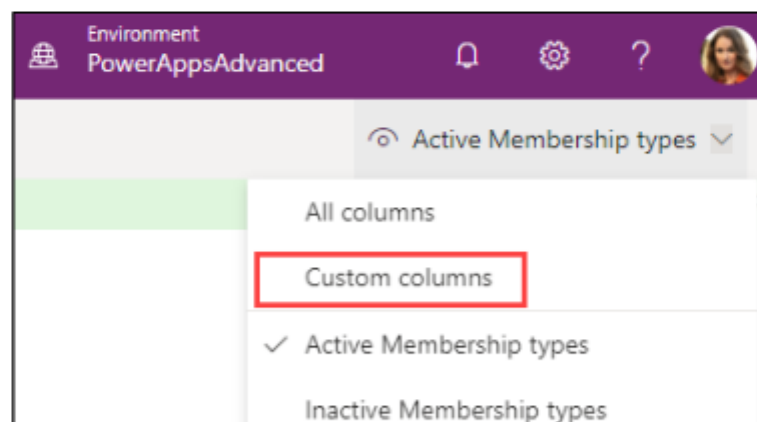 Environment
PowerAppsAdvanced
?
Active Membership types
All columns
Custom columns
Active Membership types
Inactive Membership types